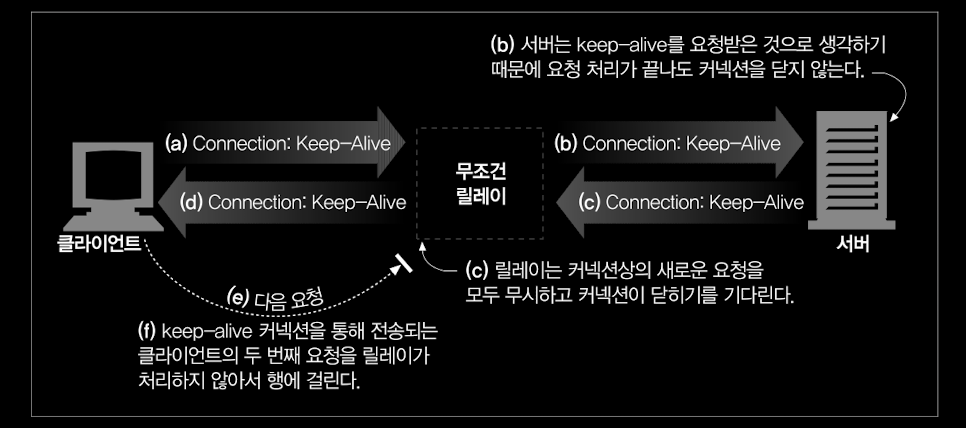 (b) 서버는 keep-alive를 요청받은 것으로 생각하기
때문에 요청 처리가 끝나도 커넥션을 닫지 않는다.
(a) Connection: Keep-Alive
(b) Connection: Keep-Alive
무조건
릴레이
(d) Connection: Keep-Alive
(c) Connection: Keep-Alive
클라이언트
서버
(c) 릴레이는 커넥션상의 새로운 요청을
모두 무시하고 커넥션이 닫히기를 기다린다.
(e) 다음 요청
(f) keep-alive 커넥션을 통해 전송되는
클라이언트의 두 번째 요청을 릴레이가
처리하지 않아서 행에 걸린다.